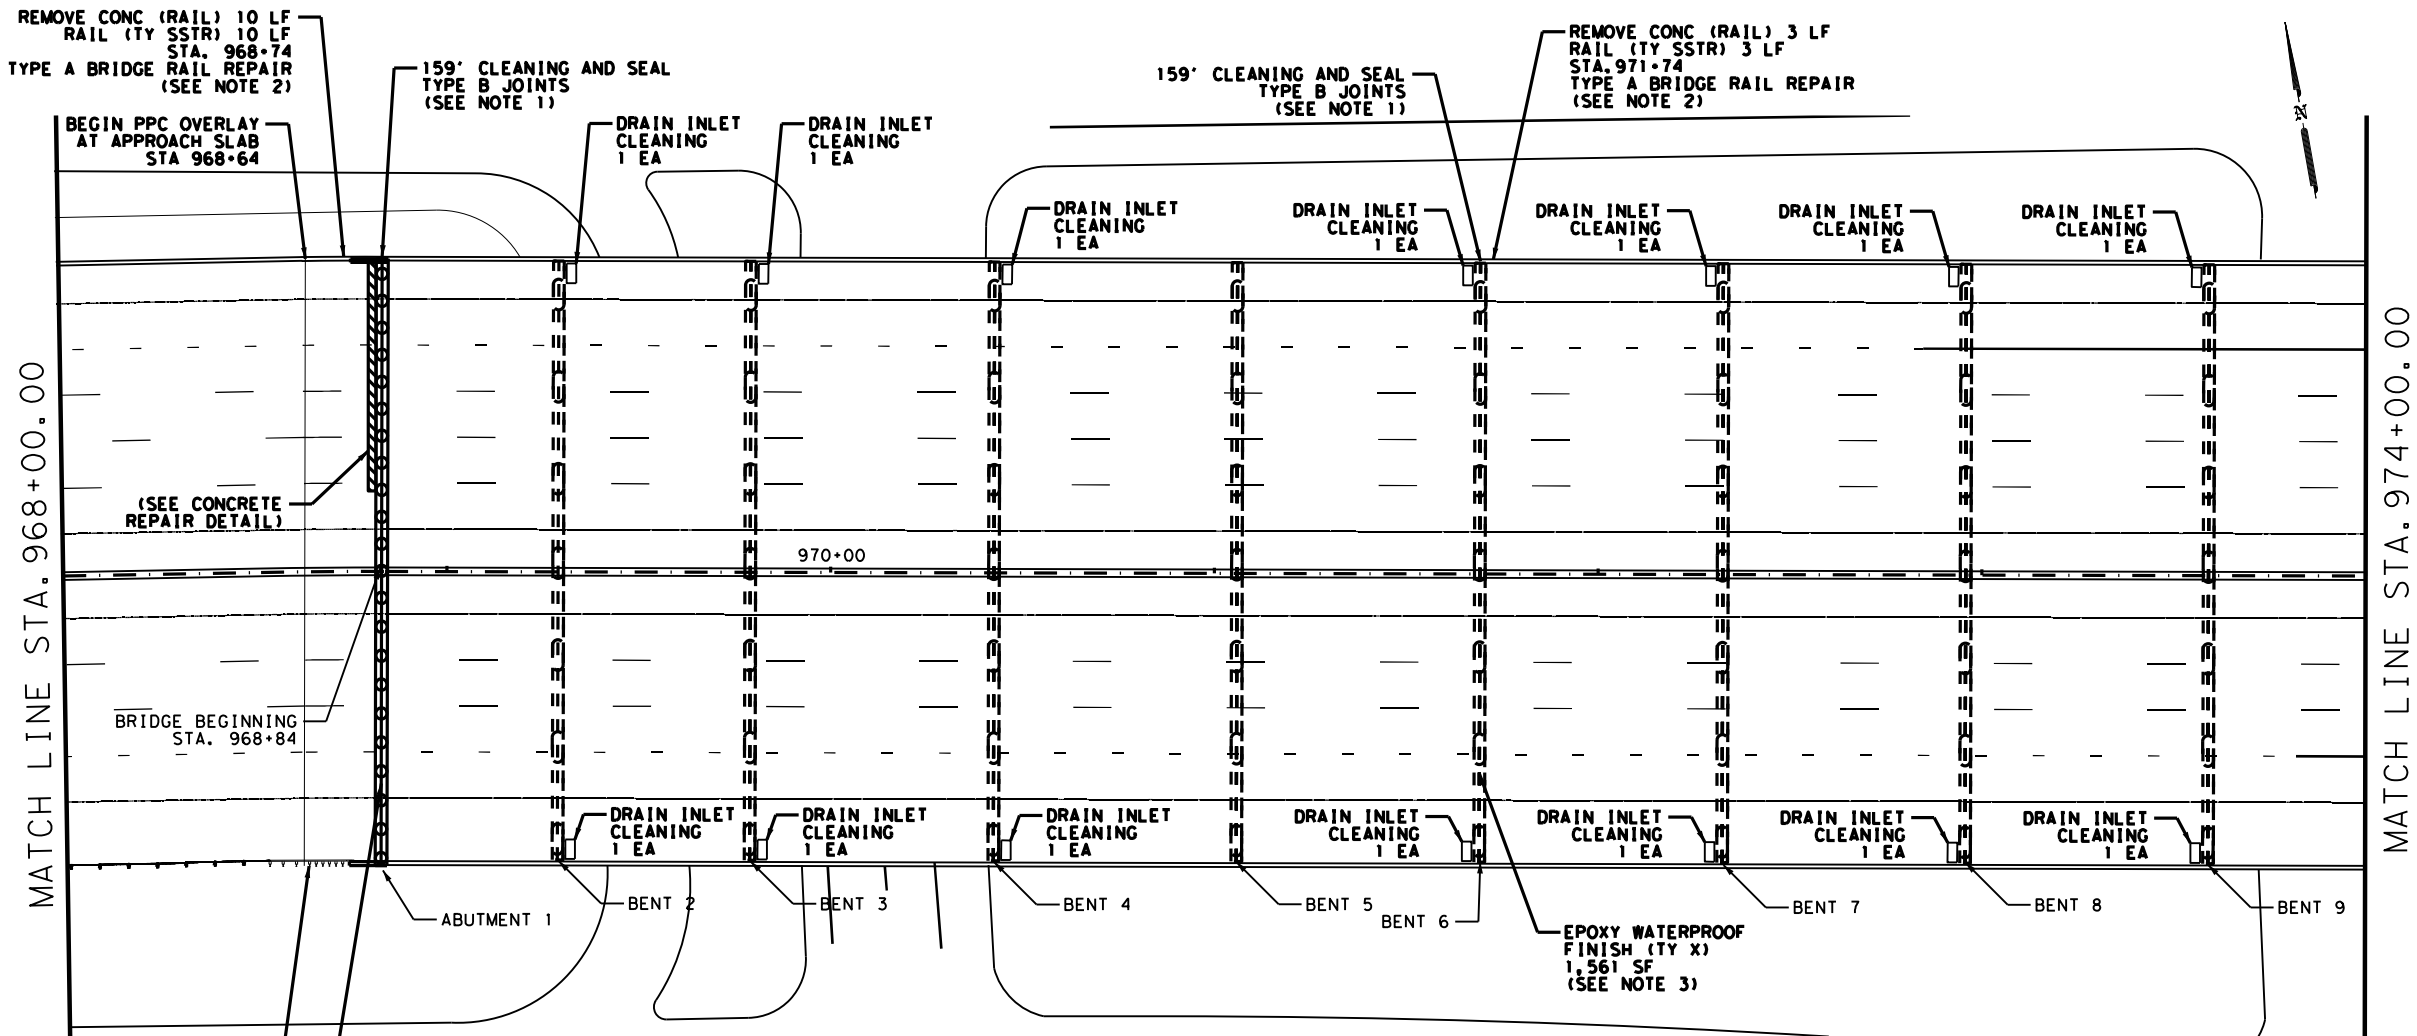 REMOVE CONC (RAIL) 10 LF
RAIL (TY SSTR) 10 LF
STA. 968+74
TYPE A BRIDGE RAIL REPAIR
(SEE NOTE 2)
159' CLEANING AND SEAL
TYPE B JOINTS
(SEE NOTE 1)
BEGIN PPC OVERLAY
AT APPROACH SLAB
STA 968+64
DRAIN INLET
CLEANING
1 EA
DRAIN INLET
CLEANING
1 EA
159' CLEANING AND SEAL
TYPE B JOINTS
(SEE NOTE 1)
REMOVE CONC (RAIL) 3 LF
RAIL (TY SSTR) 3 LF
STA. 971+74
TYPE A BRIDGE RAIL REPAIR
(SEE NOTE 2)
N
DRAIN INLET
CLEANING
1 EA
DRAIN INLET
CLEANING
1 EA
DRAIN INLET
CLEANING
1 EA
DRAIN INLET
CLEANING
1 EA
DRAIN INLET
CLEANING
1 EA
MATCH LINE STA. 968+00.00
(SEE CONCRETE
REPAIR DETAIL)
970+00
BRIDGE BEGINNING
STA. 968+84
MATCH LINE STA. 974+00.00
DRAIN INLET
CLEANING
1 EA
DRAIN INLET
CLEANING
1 EA
DRAIN INLET
CLEANING
1 EA
DRAIN INLET
CLEANING
1 EA
DRAIN INLET
CLEANING
1 EA
DRAIN INLET
CLEANING
1 EA
DRAIN INLET
CLEANING
1 EA
ABUTMENT 1
BENT 2
BENT 3
BENT 4
BENT 5
BENT 6
BENT 7
BENT 8
BENT 9
EPOXY WATERPROOF
FINISH (TY X)
1,561 SF
(SEE NOTE 3)